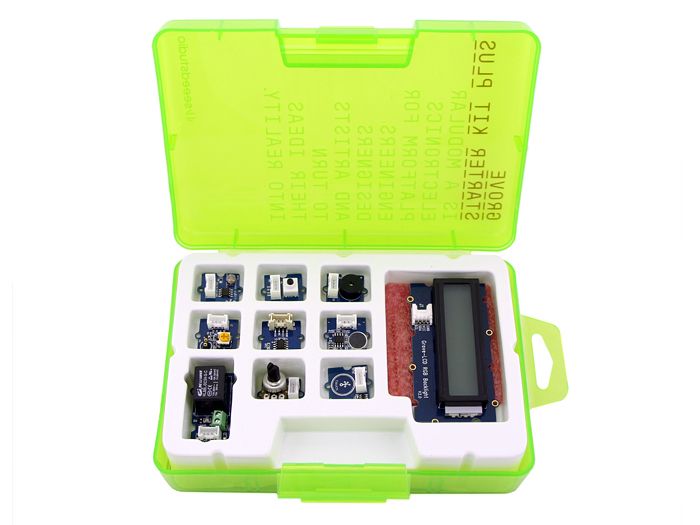 GROVE
STARTER KIT PLUS
IS A MODULAR
ELECTRONICS
PLATFORM FOR
ENGINEERS
DESIGNERS
AND ARTISTS
TO TURN
THEIR IDEAS
INTO REALITY.
seeedstudio
Grove-LCD RGB Backlight